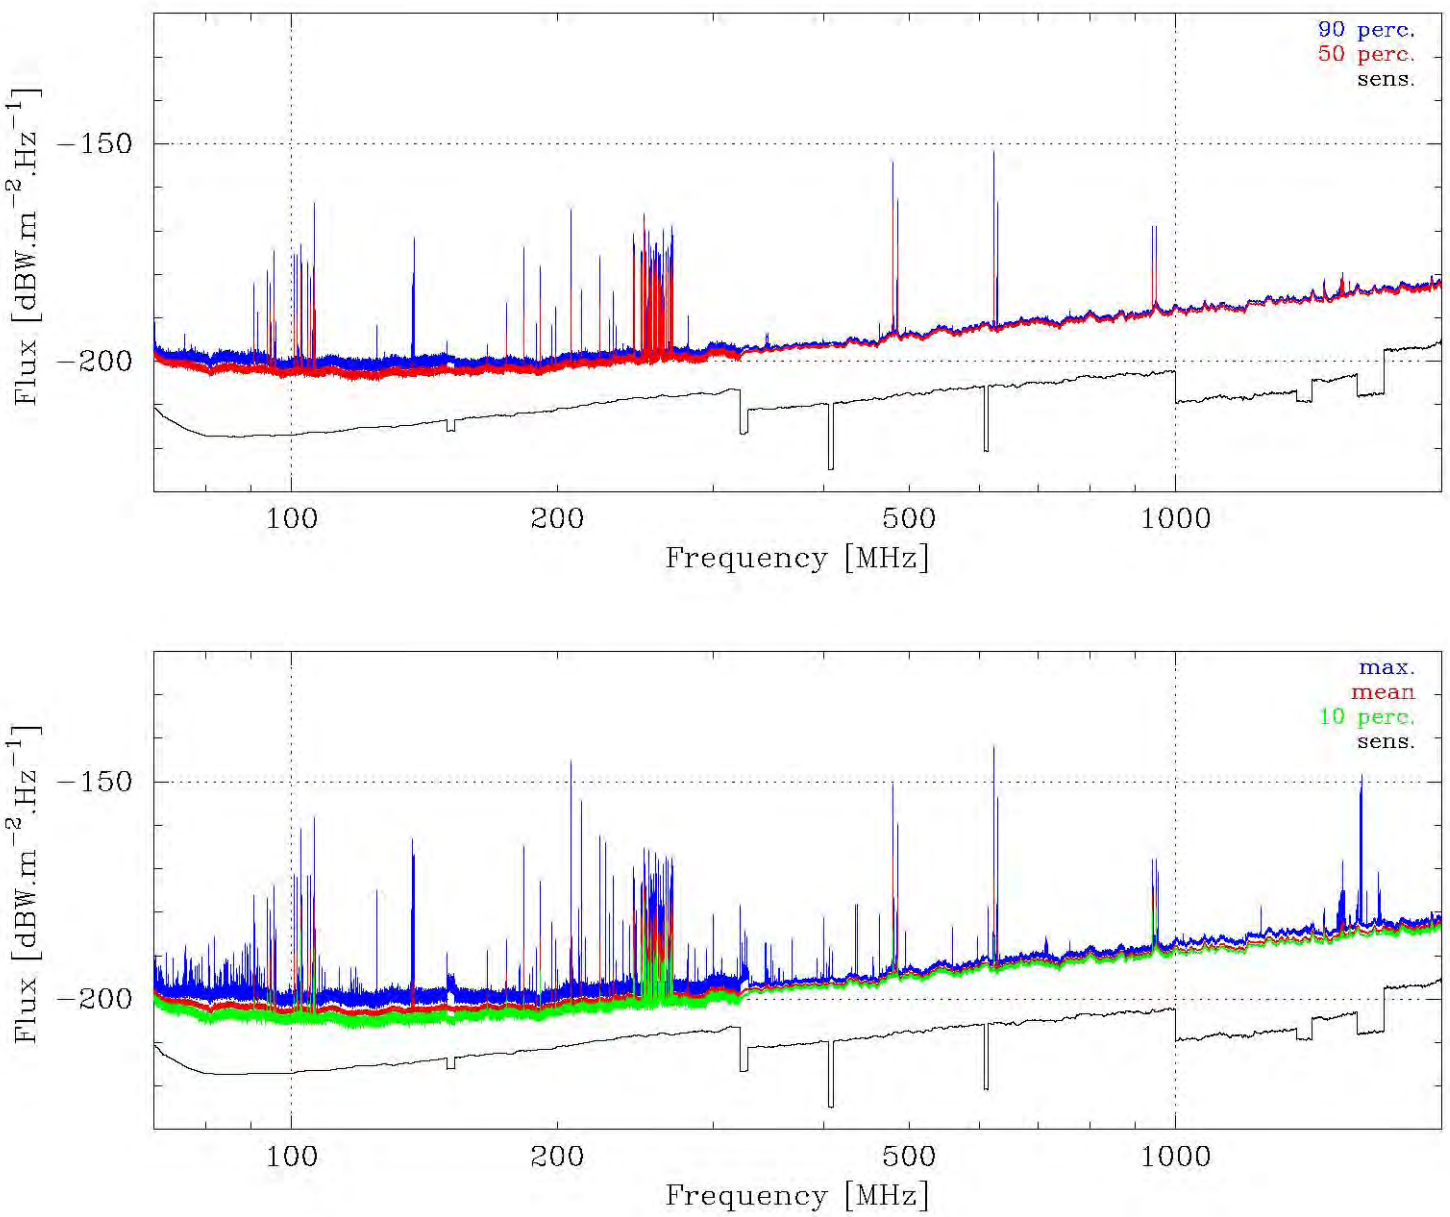 90 perc.
50 perc.
sens.
Flux [dBW.m⁻².Hz⁻¹]
−150
−200
100 200 500 1000
Frequency [MHz]
max.
mean
10 perc.
sens.
Flux [dBW.m⁻².Hz⁻¹]
−150
−200
100 200 500 1000
Frequency [MHz]